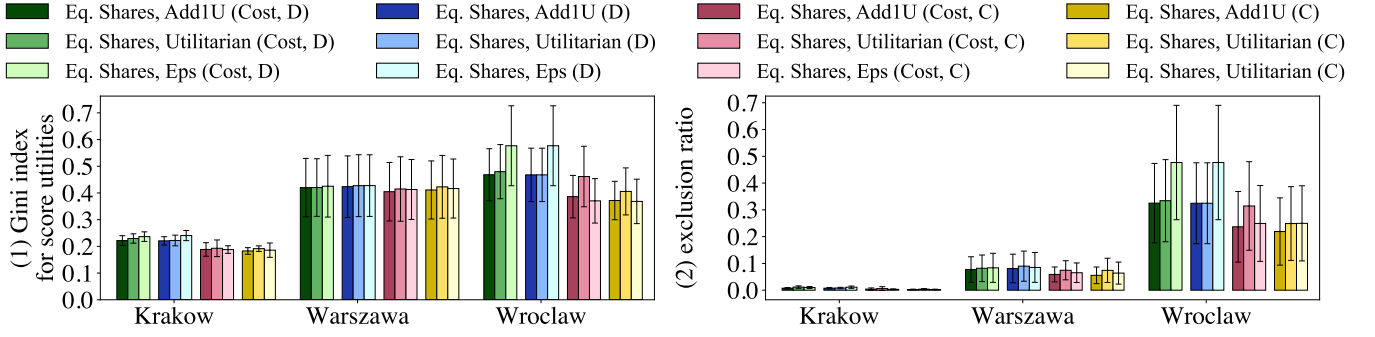 Eq. Shares, Add1U (Cost, D) Eq. Shares, Add1U (D) Eq. Shares, Add1U (Cost, C) Eq. Shares, Add1U (C)
Eq. Shares, Utilitarian (Cost, D) Eq. Shares, Utilitarian (D) Eq. Shares, Utilitarian (Cost, C) Eq. Shares, Utilitarian (C)
Eq. Shares, Eps (Cost, D) Eq. Shares, Eps (D) Eq. Shares, Eps (Cost, C) Eq. Shares, Utilitarian (C)
(1) Gini index
for score utilities
0.7
0.6
0.5
0.4
0.3
0.2
0.1
0.0
Krakow Warszawa Wroclaw
(2) exclusion ratio
0.7
0.6
0.5
0.4
0.3
0.2
0.1
0.0
Krakow Warszawa Wroclaw